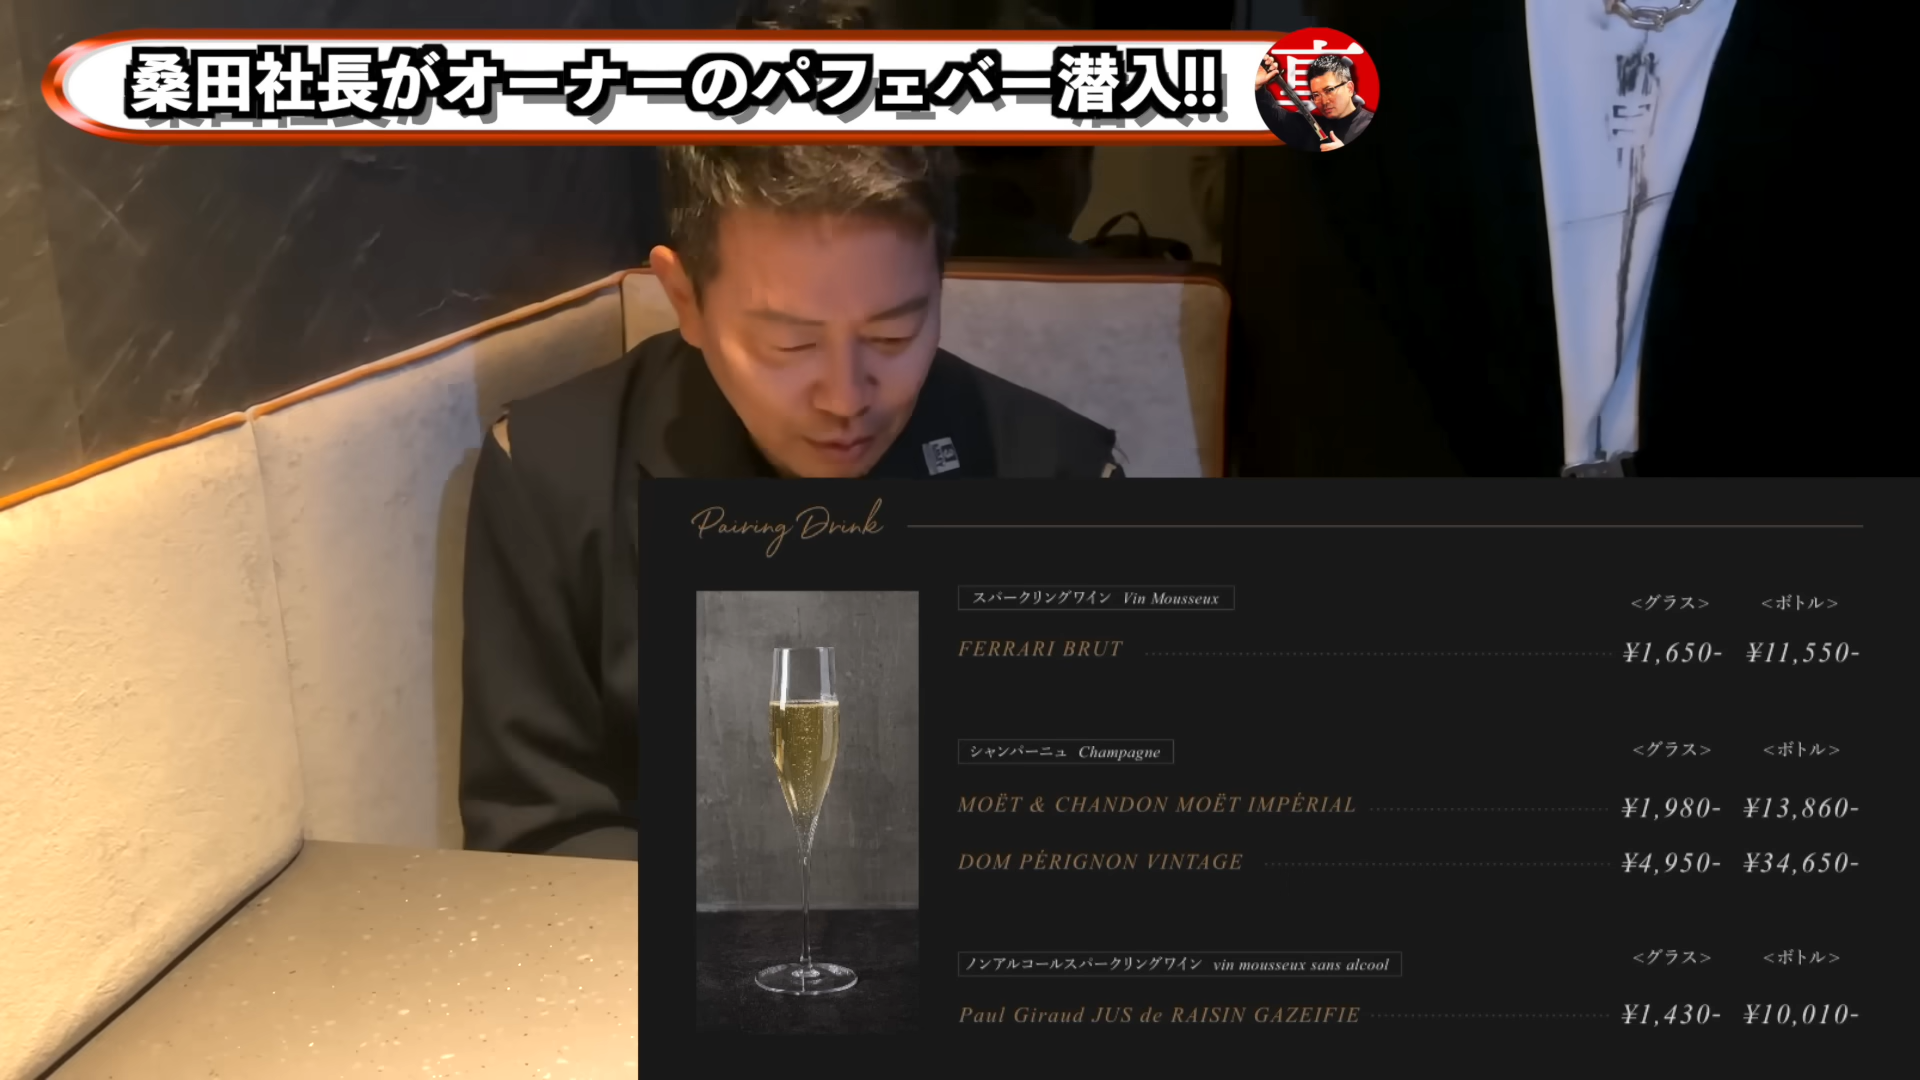 桑田社長がオーナーのパフェバー潜入!!
Pairing Drink
スパークリングワイン Vin Mousseux <グラス> <ボトル>
FERRARI BRUT ¥1,650- ¥11,550-
シャンパーニュ Champagne <グラス> <ボトル>
MOËT & CHANDON MOËT IMPÉRIAL ¥1,980- ¥13,860-
DOM PÉRIGNON VINTAGE ¥4,950- ¥34,650-
ノンアルコールスパークリングワイン vin mousseux sans alcool <グラス> <ボトル>
Paul Giraud JUS de RAISIN GAZEIFIE ¥1,430- ¥10,010-